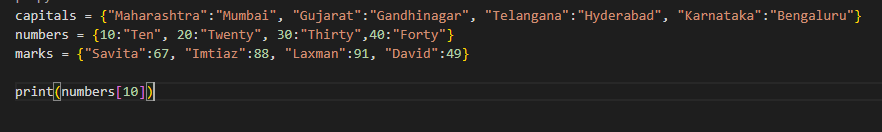 capitals = {"Maharashtra":"Mumbai", "Gujarat":"Gandhinagar", "Telangana":"Hyderabad", "Karnataka":"Bengaluru"}
numbers = {10:"Ten", 20:"Twenty", 30:"Thirty",40:"Forty"}
marks = {"Savita":67, "Imtiaz":88, "Laxman":91, "David":49}
print(numbers[10])